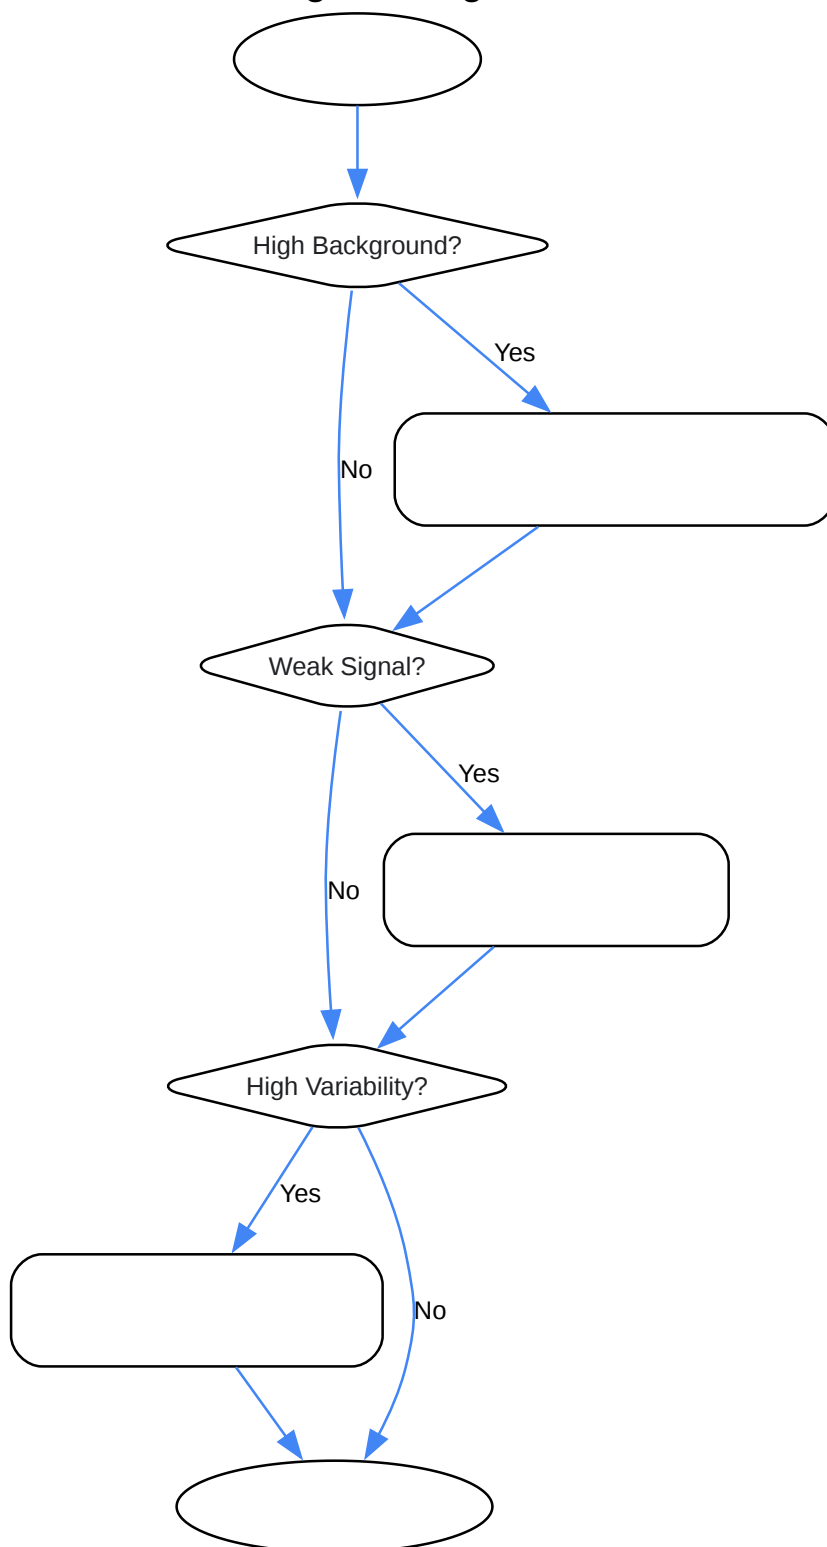 High Background?
Yes
No
Weak Signal?
Yes
No
High Variability?
Yes
No